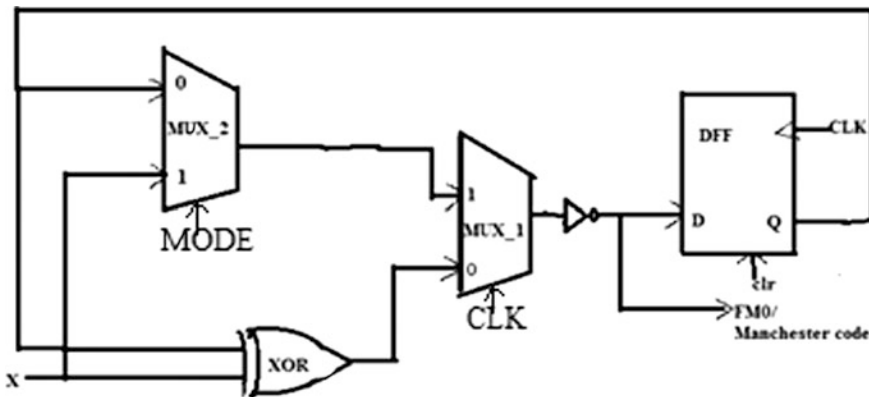 0
MUX_2
1
MODE
1
MUX_1
0
CLK
DFF
CLK
D
Q
clr
FM0/
Manchester code
XOR
X